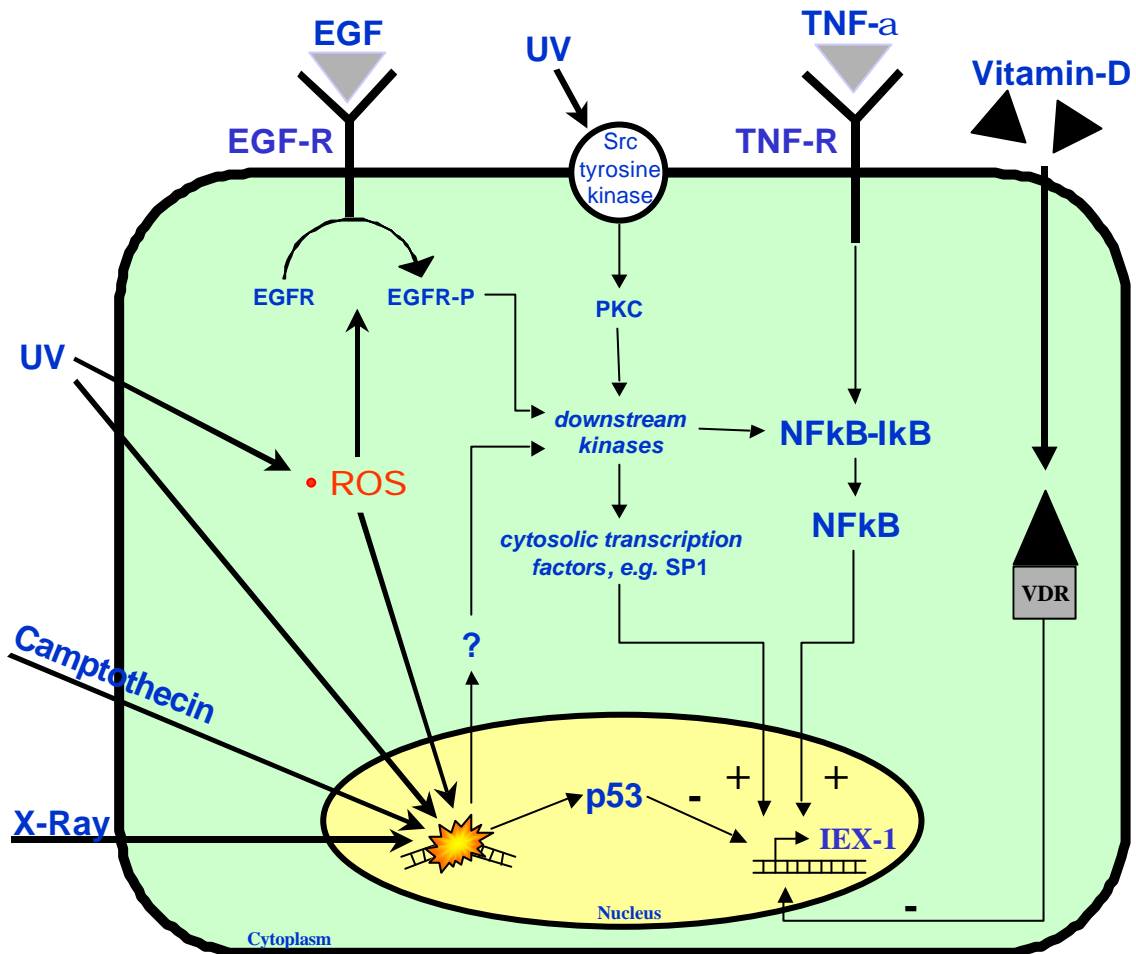 EGF
UV
TNF-a
Vitamin-D
EGF-R
Src
tyrosine
kinase
TNF-R
EGFR
EGFR-P
PKC
UV
downstream
kinases
NFkB-IkB
• ROS
cytosolic transcription
factors, e.g. SP1
NFkB
VDR
?
Camptothecin
X-Ray
p53
-
+
+
IEX-1
Nucleus
-
Cytoplasm